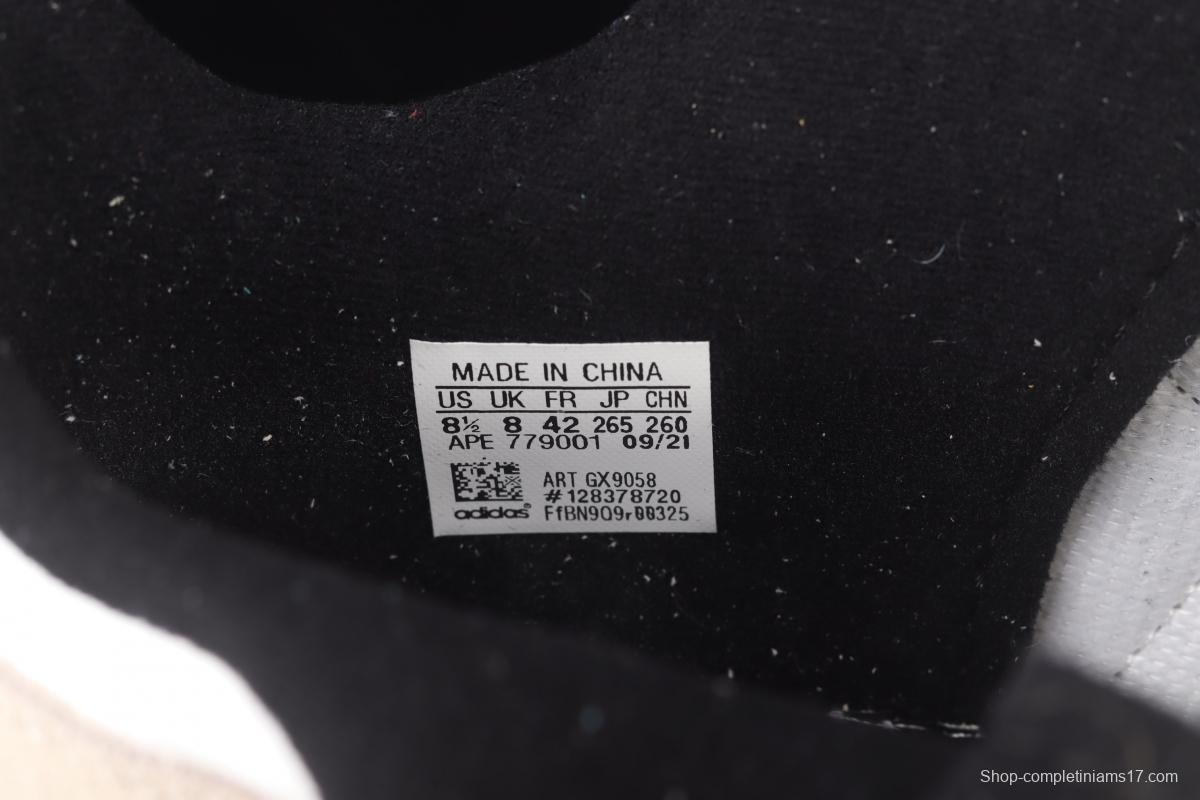 MADE IN CHINA
US UK FR JP CHN
8½ 8 42 265 260
APE 779001 09/21
ART GX9058
#128378720
adidas® FfBN9Q9r00325
Shop-completiniams17.com